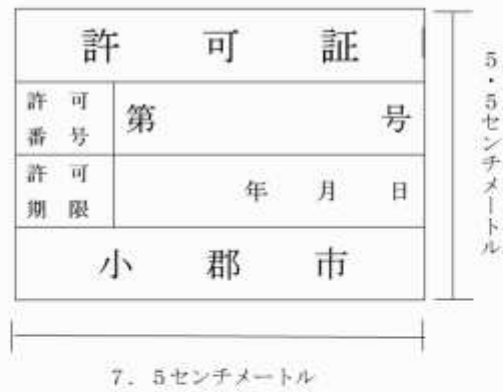 許可証
許可番号
第 号
許可期限
年 月 日
小郡市
5・5センチメートル
7.5センチメートル